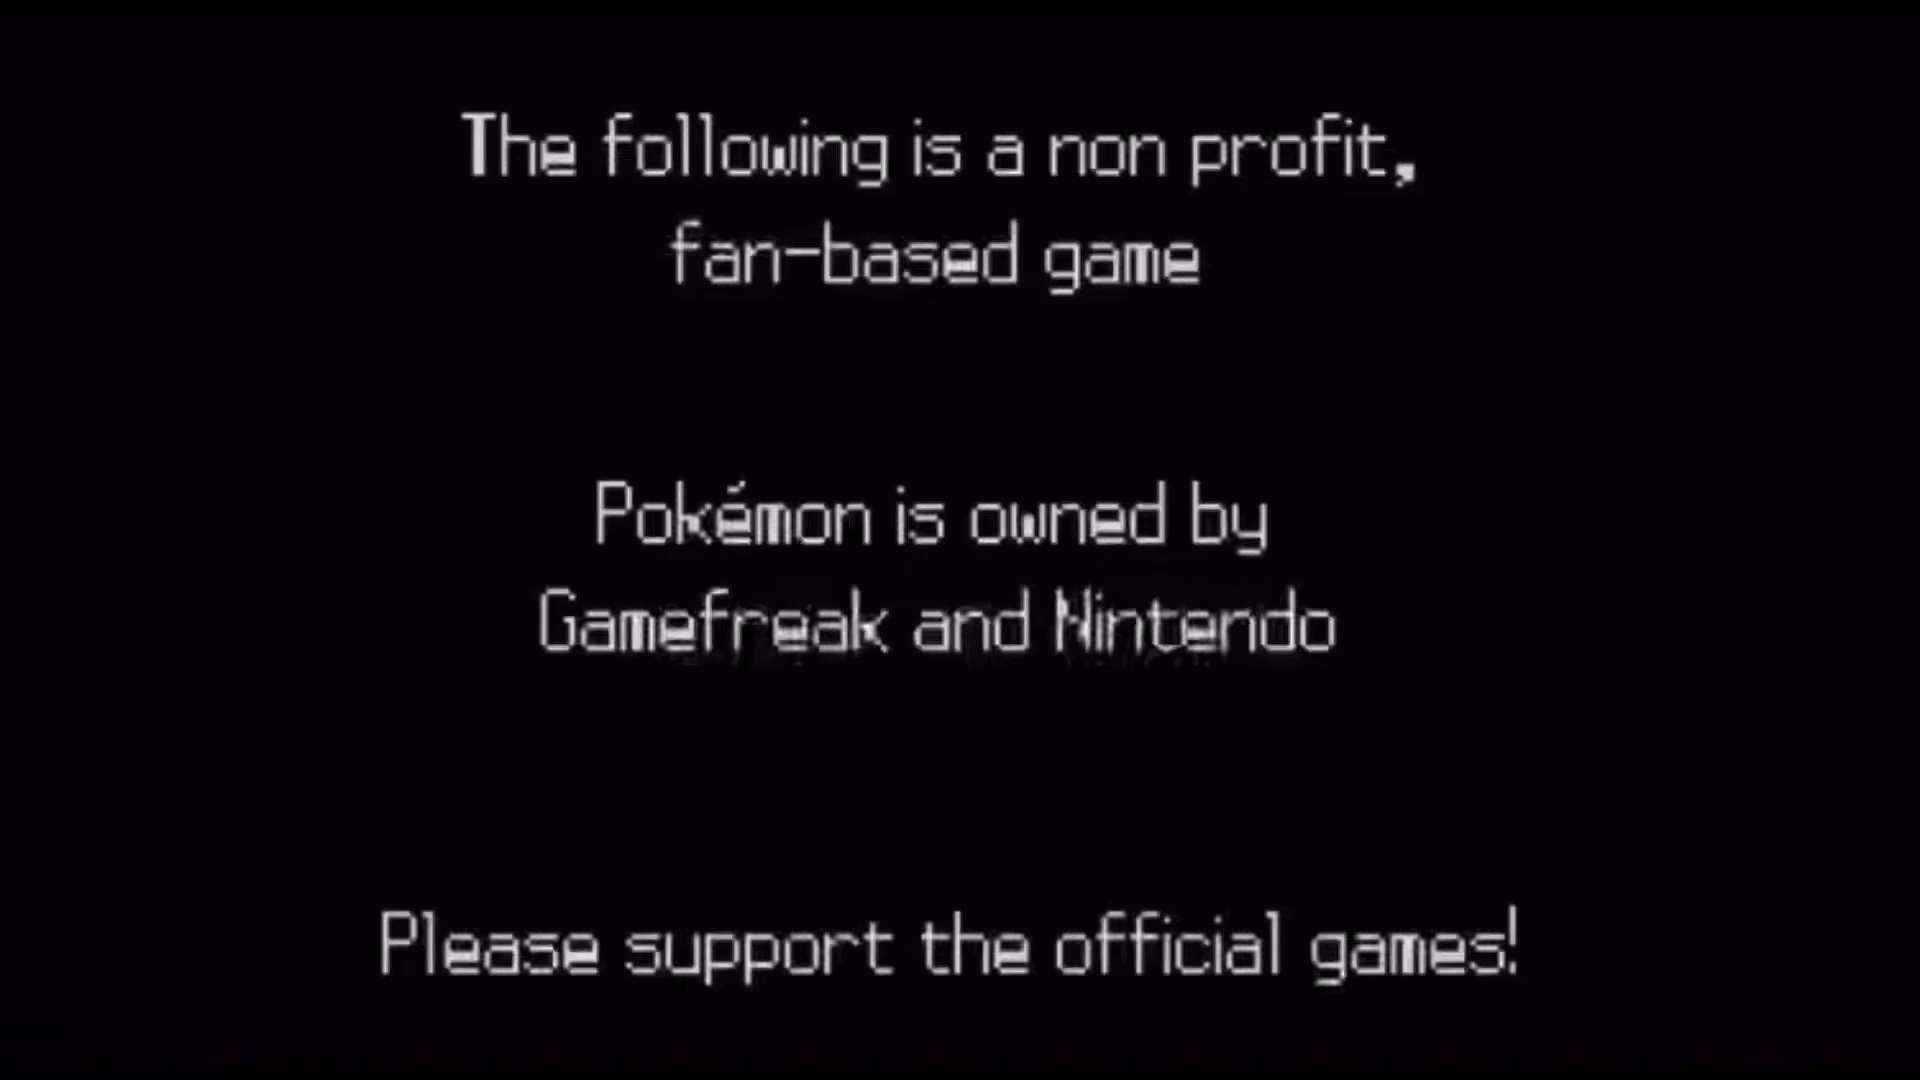 The following is a non profit,
fan-based game
Pokémon is owned by
Gamefreak and Nintendo
Please support the official games!